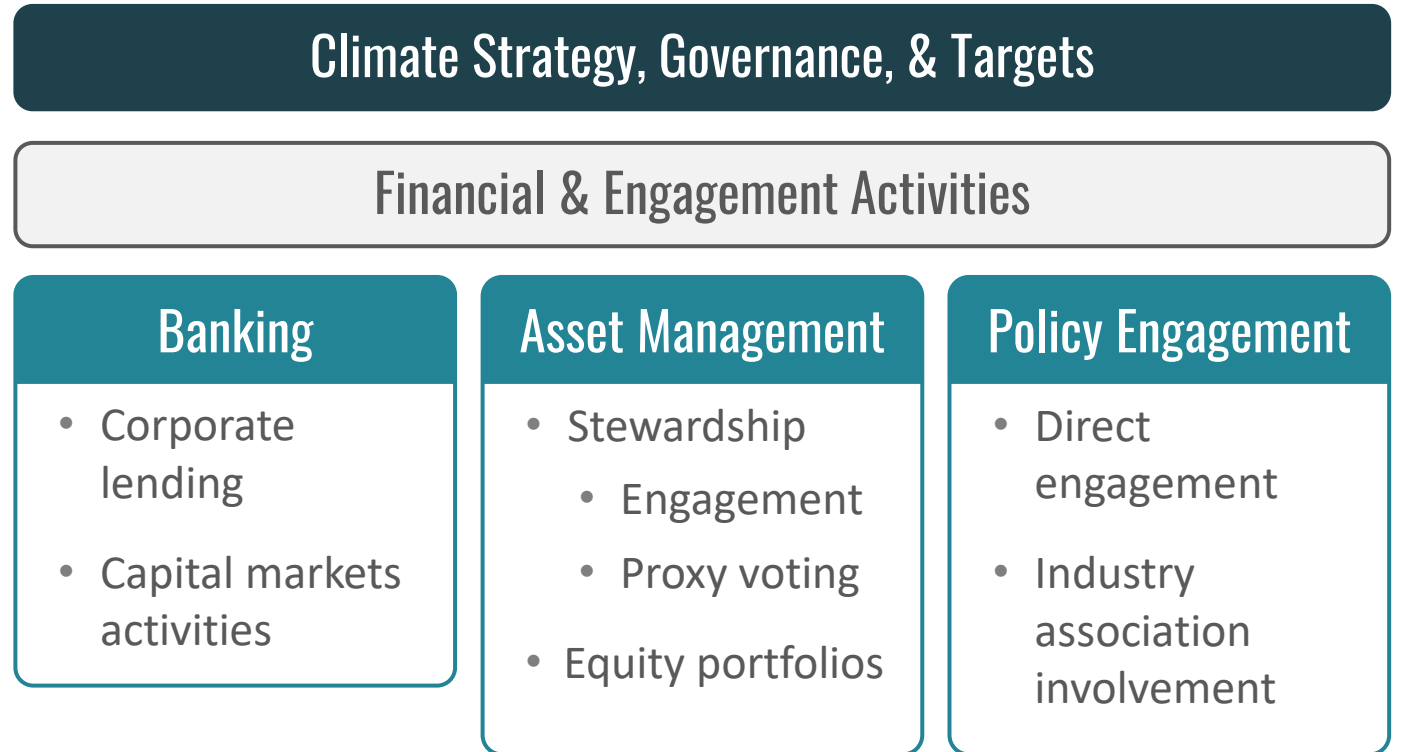 Climate Strategy, Governance, & Targets
Financial & Engagement Activities
Banking
• Corporate
lending
• Capital markets
activities
Asset Management
• Stewardship
• Engagement
• Proxy voting
• Equity portfolios
Policy Engagement
• Direct
engagement
• Industry
association
involvement